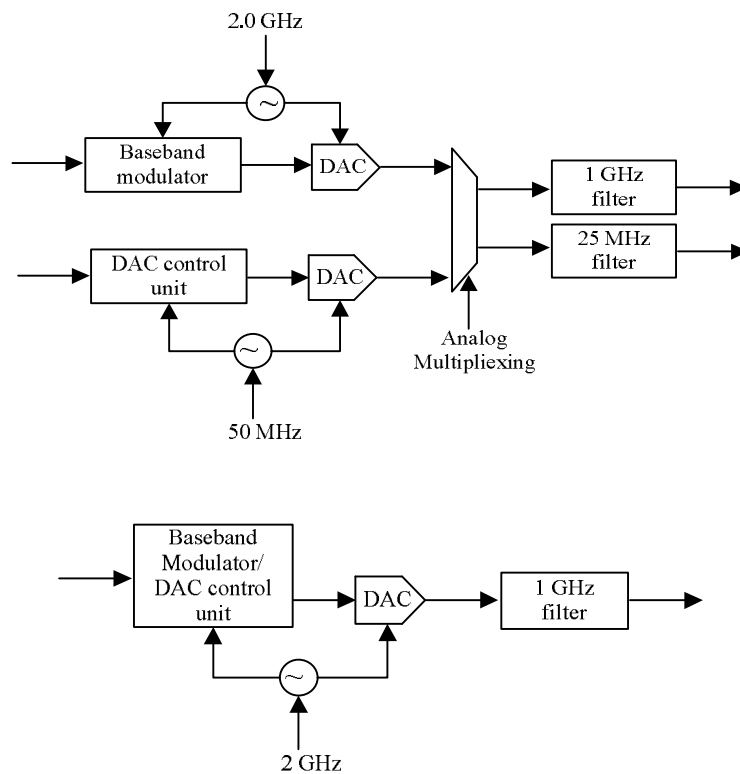 2.0 GHz
~
Baseband
modulator
DAC
1 GHz
filter
25 MHz
filter
DAC control
unit
DAC
~
Analog
Multipliexing
50 MHz
Baseband
Modulator/
DAC control
unit
DAC
1 GHz
filter
~
2 GHz